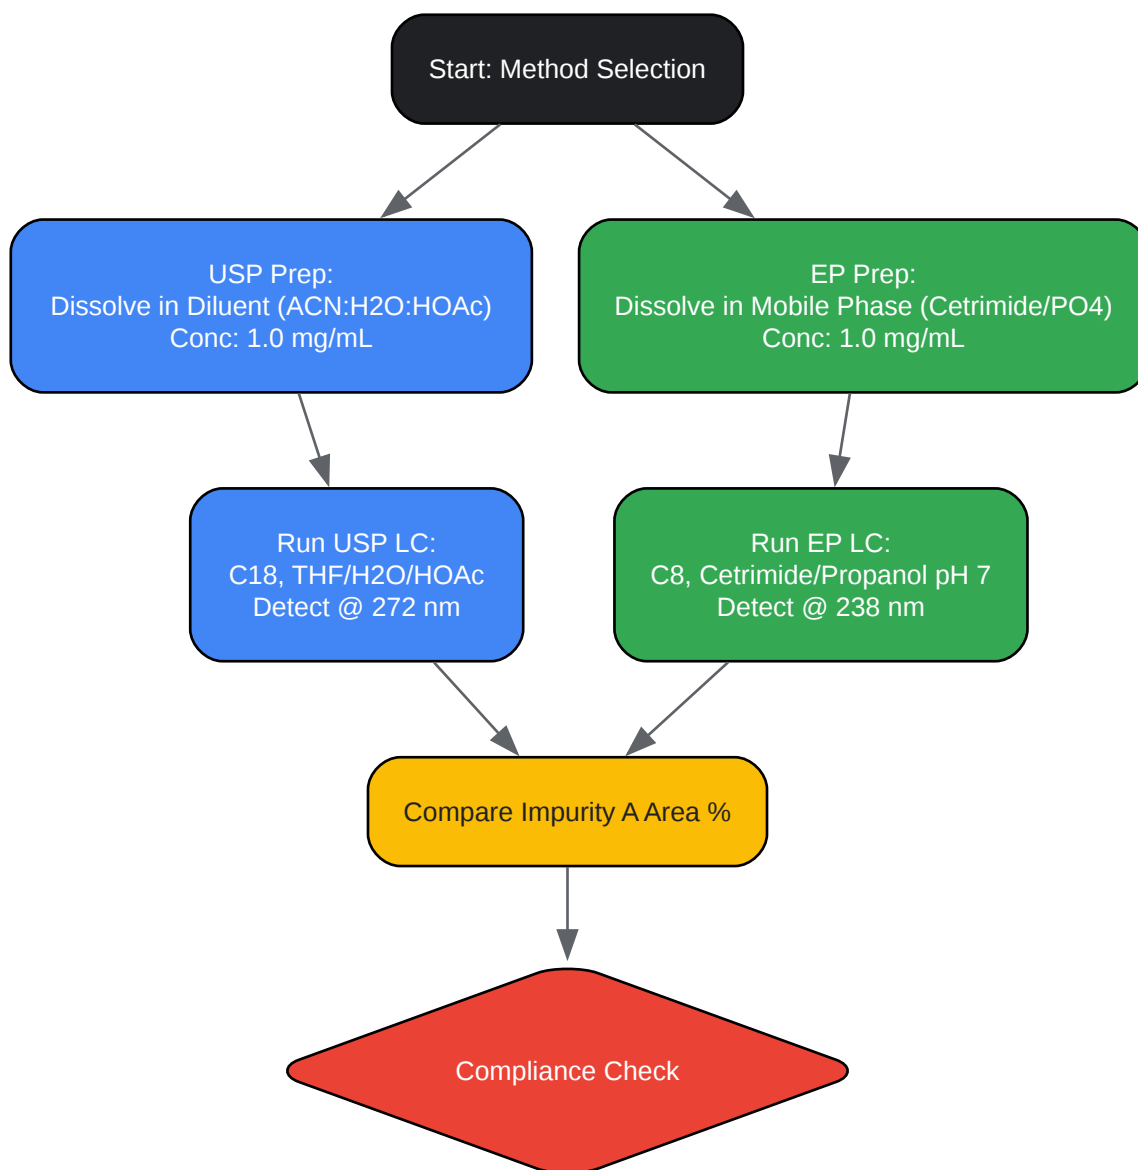 Start: Method Selection
USP Prep:
Dissolve in Diluent (ACN:H2O:HOAc)
Conc: 1.0 mg/mL
EP Prep:
Dissolve in Mobile Phase (Cetrimide/PO4)
Conc: 1.0 mg/mL
Run USP LC:
C18, THF/H2O/HOAc
Detect @ 272 nm
Run EP LC:
C8, Cetrimide/Propanol pH 7
Detect @ 238 nm
Compare Impurity A Area %
Compliance Check